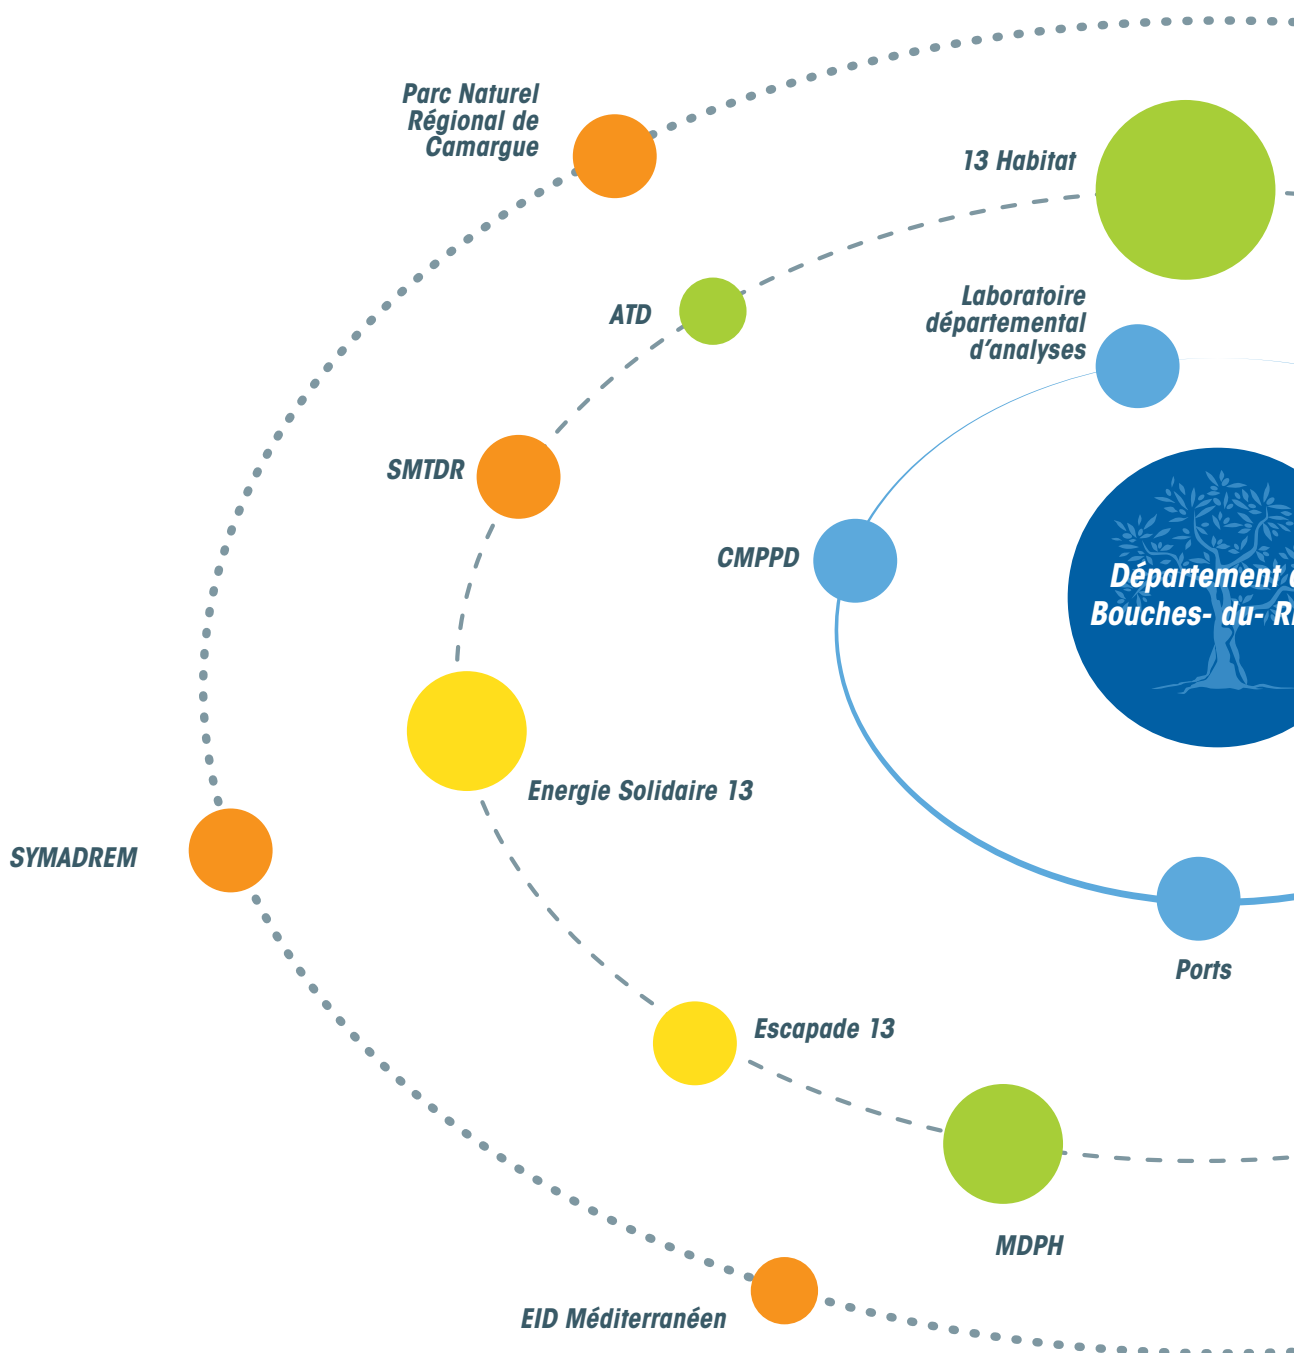 Parc Naturel
Régional de
Camargue
13 Habitat
Laboratoire
départemental
d'analyses
ATD
SMTDR
CMPPD
Département
Bouches- du-
Energie Solidaire 13
SYMADREM
Ports
Escapade 13
MDPH
EID Méditerranéen